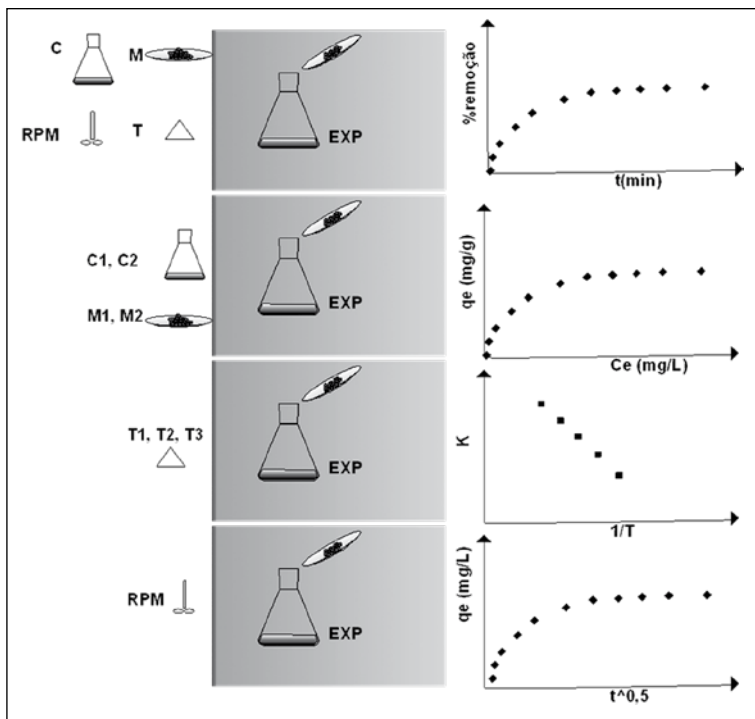 C
M
RPM
T
EXP
%remoção
t(min)
C1, C2
M1, M2
EXP
qe (mg/g)
Ce (mg/L)
T1, T2, T3
EXP
K
1/T
RPM
EXP
qe (mg/L)
t^0,5